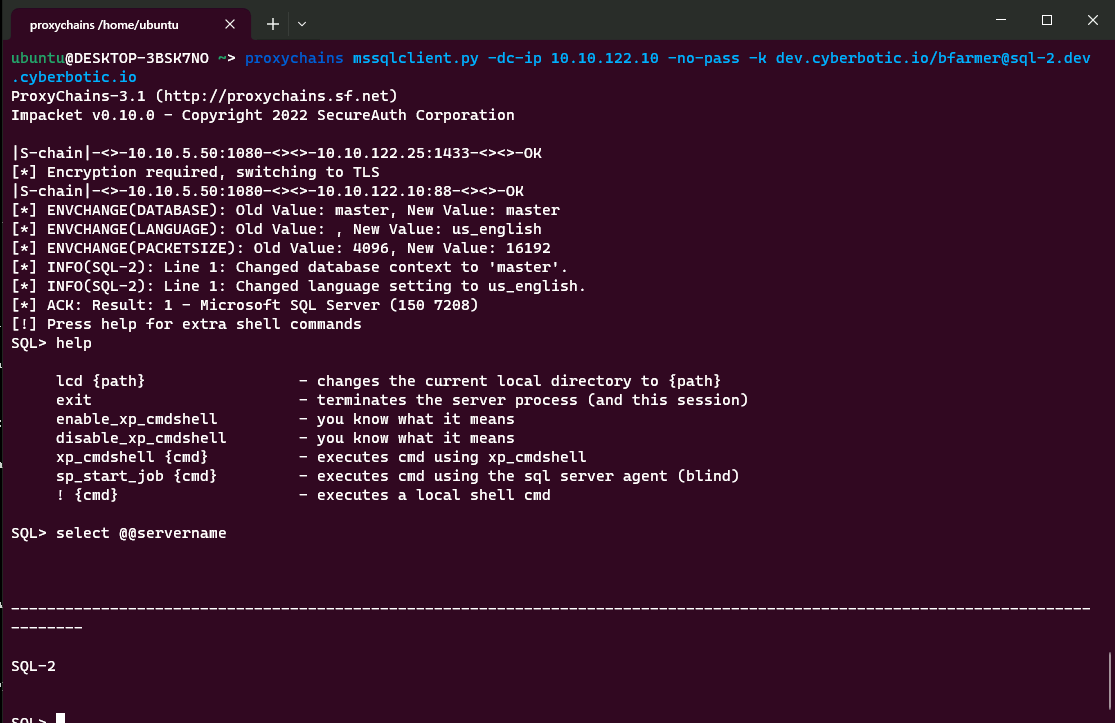 proxychains /home/ubuntu
ubuntu@DESKTOP-3BSK7NO ~> proxychains mssqlclient.py -dc-ip 10.10.122.10 -no-pass -k dev.cyberbotic.io/bfarmer@sql-2.dev
.cyberbotic.io
ProxyChains-3.1 (http://proxychains.sf.net)
Impacket v0.10.0 - Copyright 2022 SecureAuth Corporation
|S-chain|-<>-10.10.5.50:1080-<><>-10.10.122.25:1433-<><>-OK
[*] Encryption required, switching to TLS
|S-chain|-<>-10.10.5.50:1080-<><>-10.10.122.10:88-<><>-OK
[*] ENVCHANGE(DATABASE): Old Value: master, New Value: master
[*] ENVCHANGE(LANGUAGE): Old Value: , New Value: us_english
[*] ENVCHANGE(PACKETSIZE): Old Value: 4096, New Value: 16192
[*] INFO(SQL-2): Line 1: Changed database context to 'master'.
[*] INFO(SQL-2): Line 1: Changed language setting to us_english.
[*] ACK: Result: 1 - Microsoft SQL Server (150 7208)
[!] Press help for extra shell commands
SQL> help
lcd {path} - changes the current local directory to {path}
exit - terminates the server process (and this session)
enable_xp_cmdshell - you know what it means
disable_xp_cmdshell - you know what it means
xp_cmdshell {cmd} - executes cmd using xp_cmdshell
sp_start_job {cmd} - executes cmd using the sql server agent (blind)
! {cmd} - executes a local shell cmd
SQL> select @@servername
------------------------------------------------------------------------------------------------------------------------
--------
SQL-2
SQL>